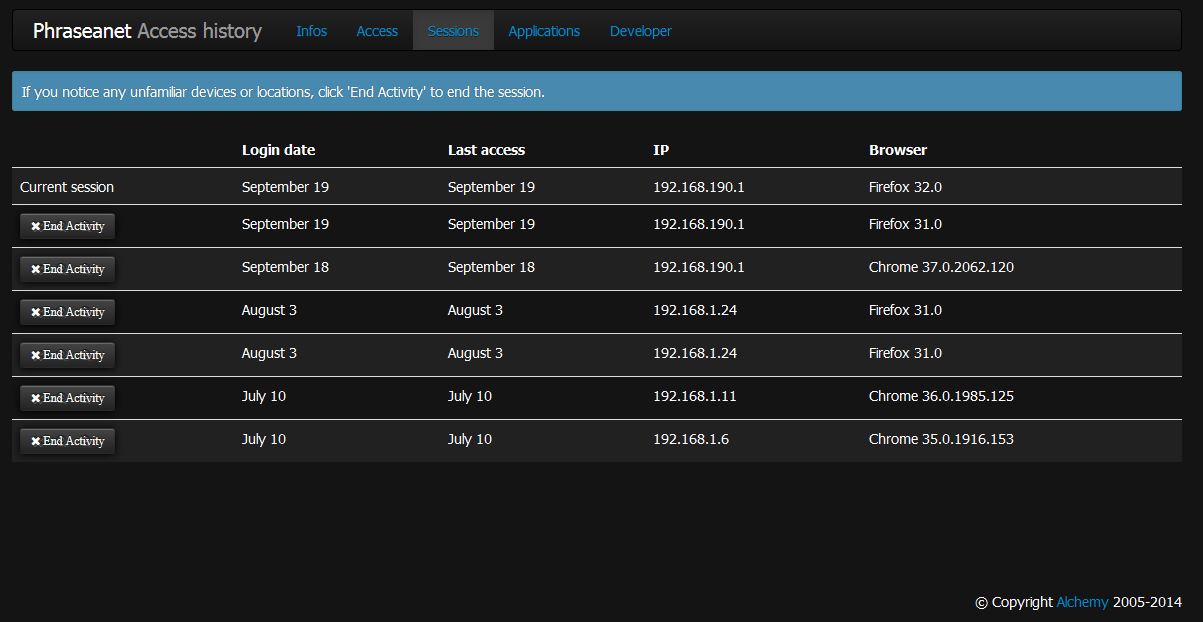 Phraseanet Access history Infos Access Sessions Applications Developer
If you notice any unfamiliar devices or locations, click 'End Activity' to end the session.
Login date Last access IP Browser
Current session September 19 September 19 192.168.190.1 Firefox 32.0
✖ End Activity September 19 September 19 192.168.190.1 Firefox 31.0
✖ End Activity September 18 September 18 192.168.190.1 Chrome 37.0.2062.120
✖ End Activity August 3 August 3 192.168.1.24 Firefox 31.0
✖ End Activity August 3 August 3 192.168.1.24 Firefox 31.0
✖ End Activity July 10 July 10 192.168.1.11 Chrome 36.0.1985.125
✖ End Activity July 10 July 10 192.168.1.6 Chrome 35.0.1916.153
© Copyright Alchemy 2005-2014